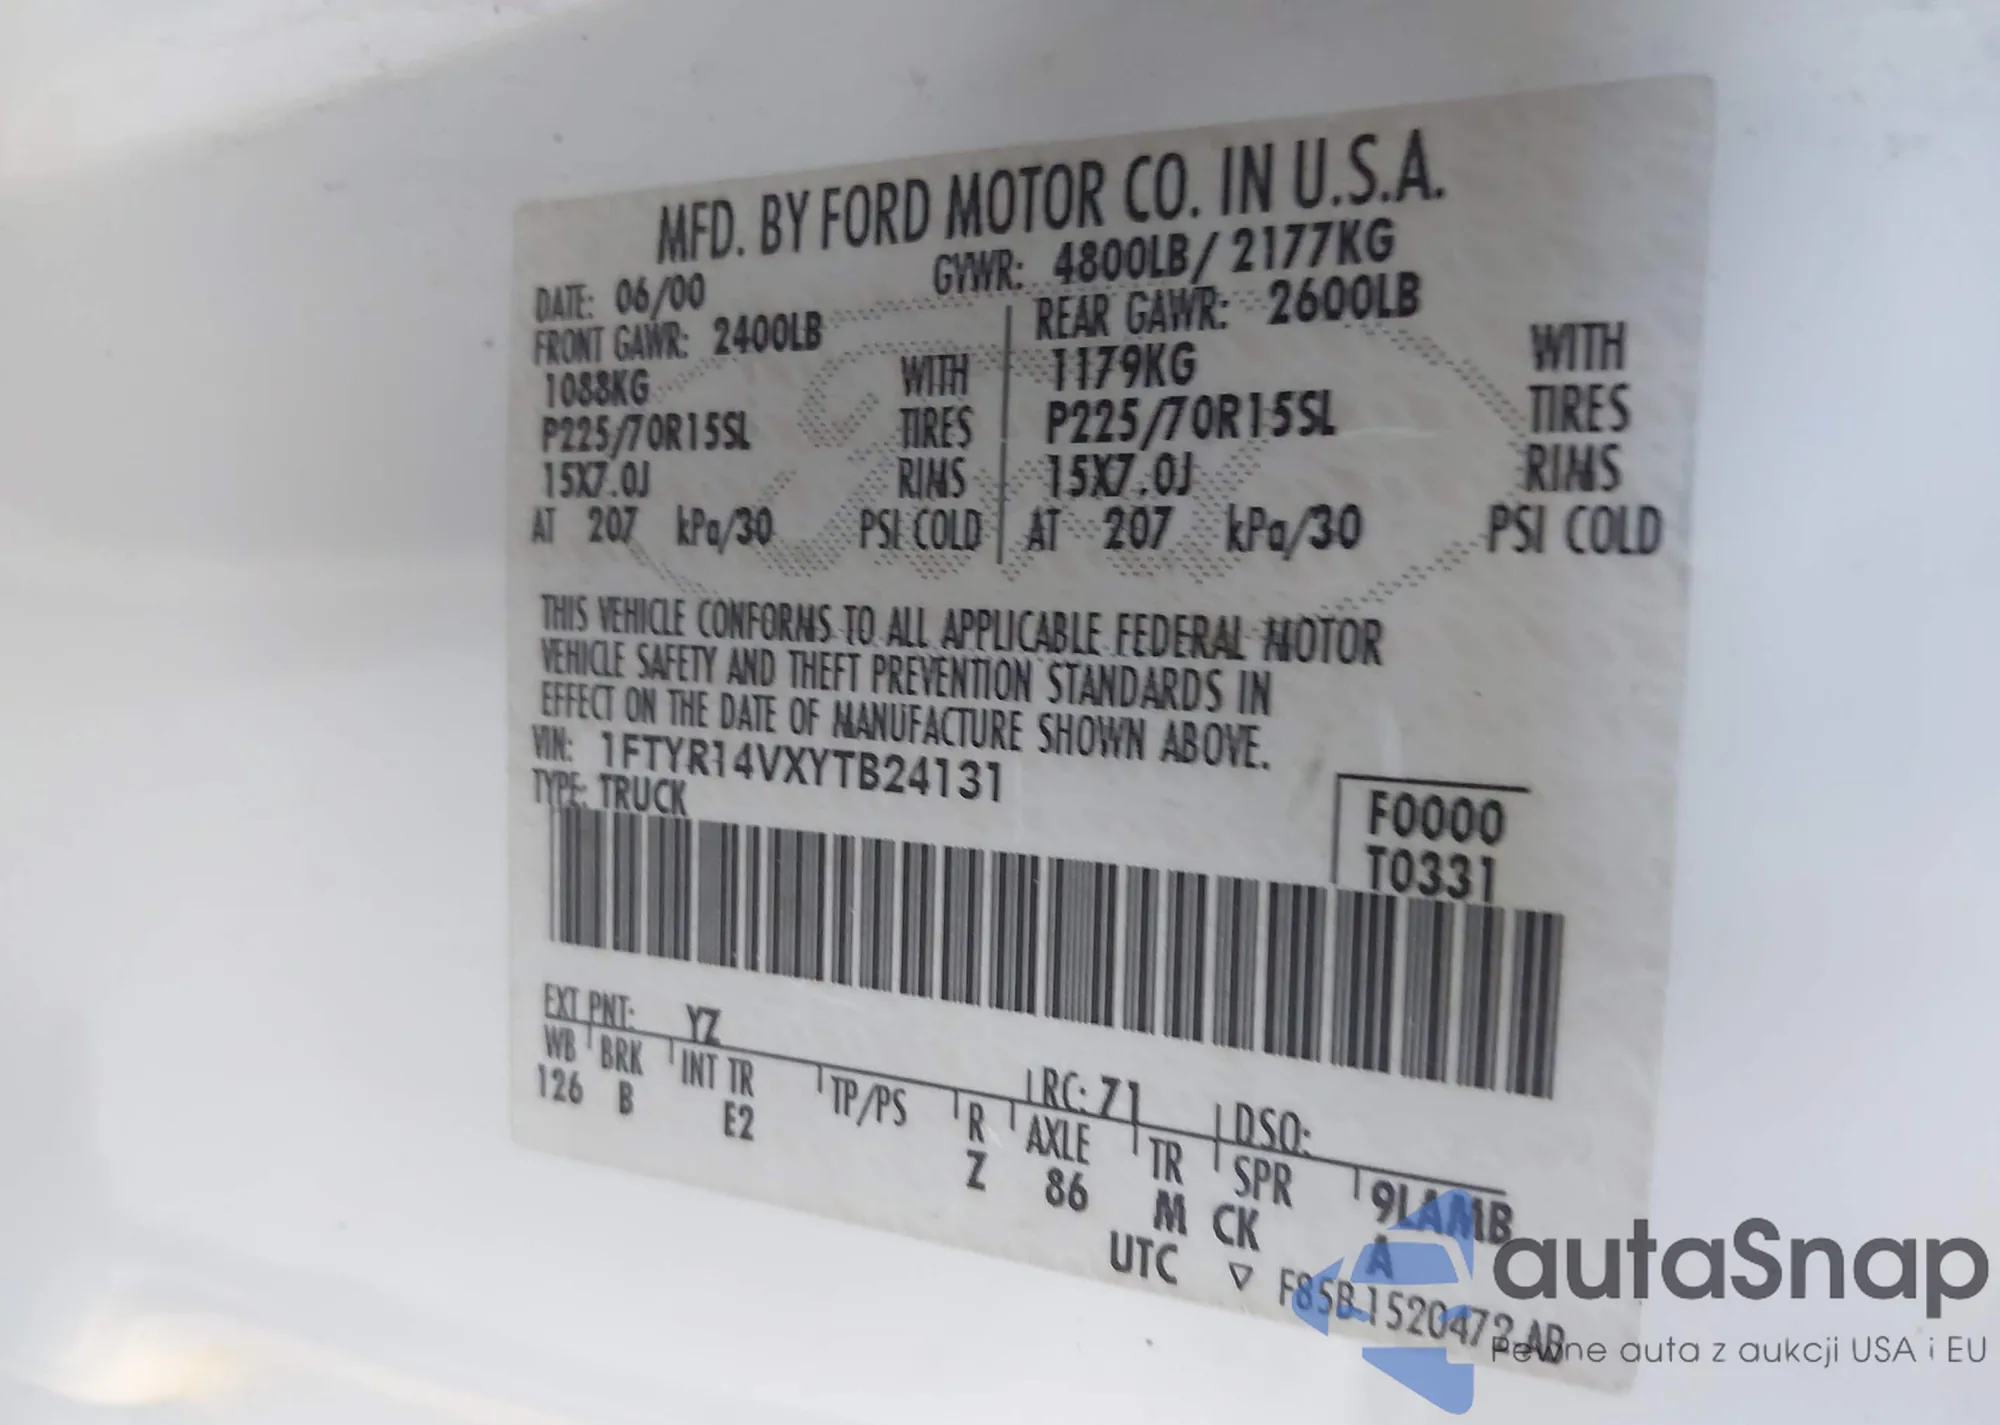 MFD. BY FORD MOTOR CO. IN U.S.A.
DATE: 06/00 GVWR: 4800LB / 2177KG
FRONT GAWR: 2400LB REAR GAWR: 2600LB
1088KG WITH 1179KG WITH
P225/70R15SL TIRES P225/70R15SL TIRES
15X7.0J RIMS 15X7.0J RIMS
AT 207 kPa/30 PSI COLD AT 207 kPa/30 PSI COLD
THIS VEHICLE CONFORMS TO ALL APPLICABLE FEDERAL MOTOR
VEHICLE SAFETY AND THEFT PREVENTION STANDARDS IN
EFFECT ON THE DATE OF MANUFACTURE SHOWN ABOVE.
VIN: 1FTYR14VXYTB24131
TYPE: TRUCK
F0000
T0331
EXT PNT: YZ RC: 71 DSO:
WB BRK INT TR TP/PS R AXLE TR SPR 9LAMB
126 B E2 Z 86 M CK A
UTC ▽ F85B-1520472-AB
autaSnap
Pewne auta z aukcji USA i EU